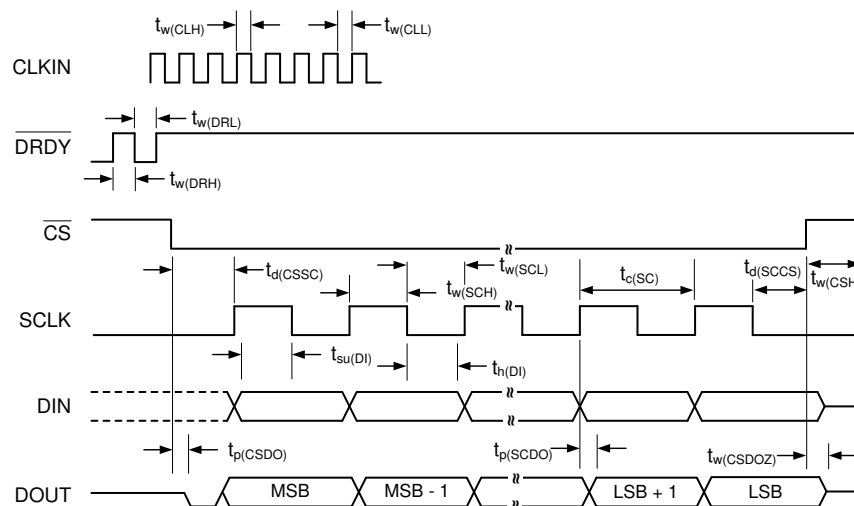 tw(CLH) tw(CLL)
CLKIN
tw(DRL)
DRDY
tw(DRH)
CS
td(CSSC) tw(SCL) tc(SC) td(SCCS)
tw(SCH) tw(CSH
SCLK
tsu(DI) th(DI)
DIN
tp(CSDO) tp(SCDO) tw(CSDOZ)
DOUT MSB MSB - 1 LSB + 1 LSB